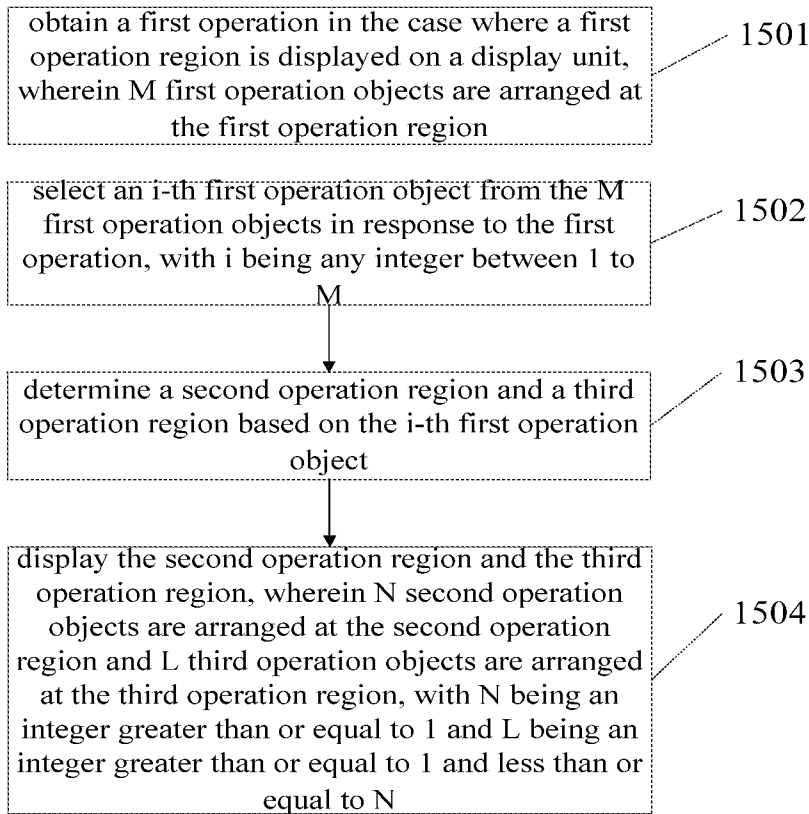 obtain a first operation in the case where a first
operation region is displayed on a display unit,
wherein M first operation objects are arranged at
the first operation region
1501
select an i-th first operation object from the M
first operation objects in response to the first
operation, with i being any integer between 1 to
M
1502
determine a second operation region and a third
operation region based on the i-th first operation
object
1503
display the second operation region and the third
operation region, wherein N second operation
objects are arranged at the second operation
region and L third operation objects are arranged
at the third operation region, with N being an
integer greater than or equal to 1 and L being an
integer greater than or equal to 1 and less than or
equal to N
1504